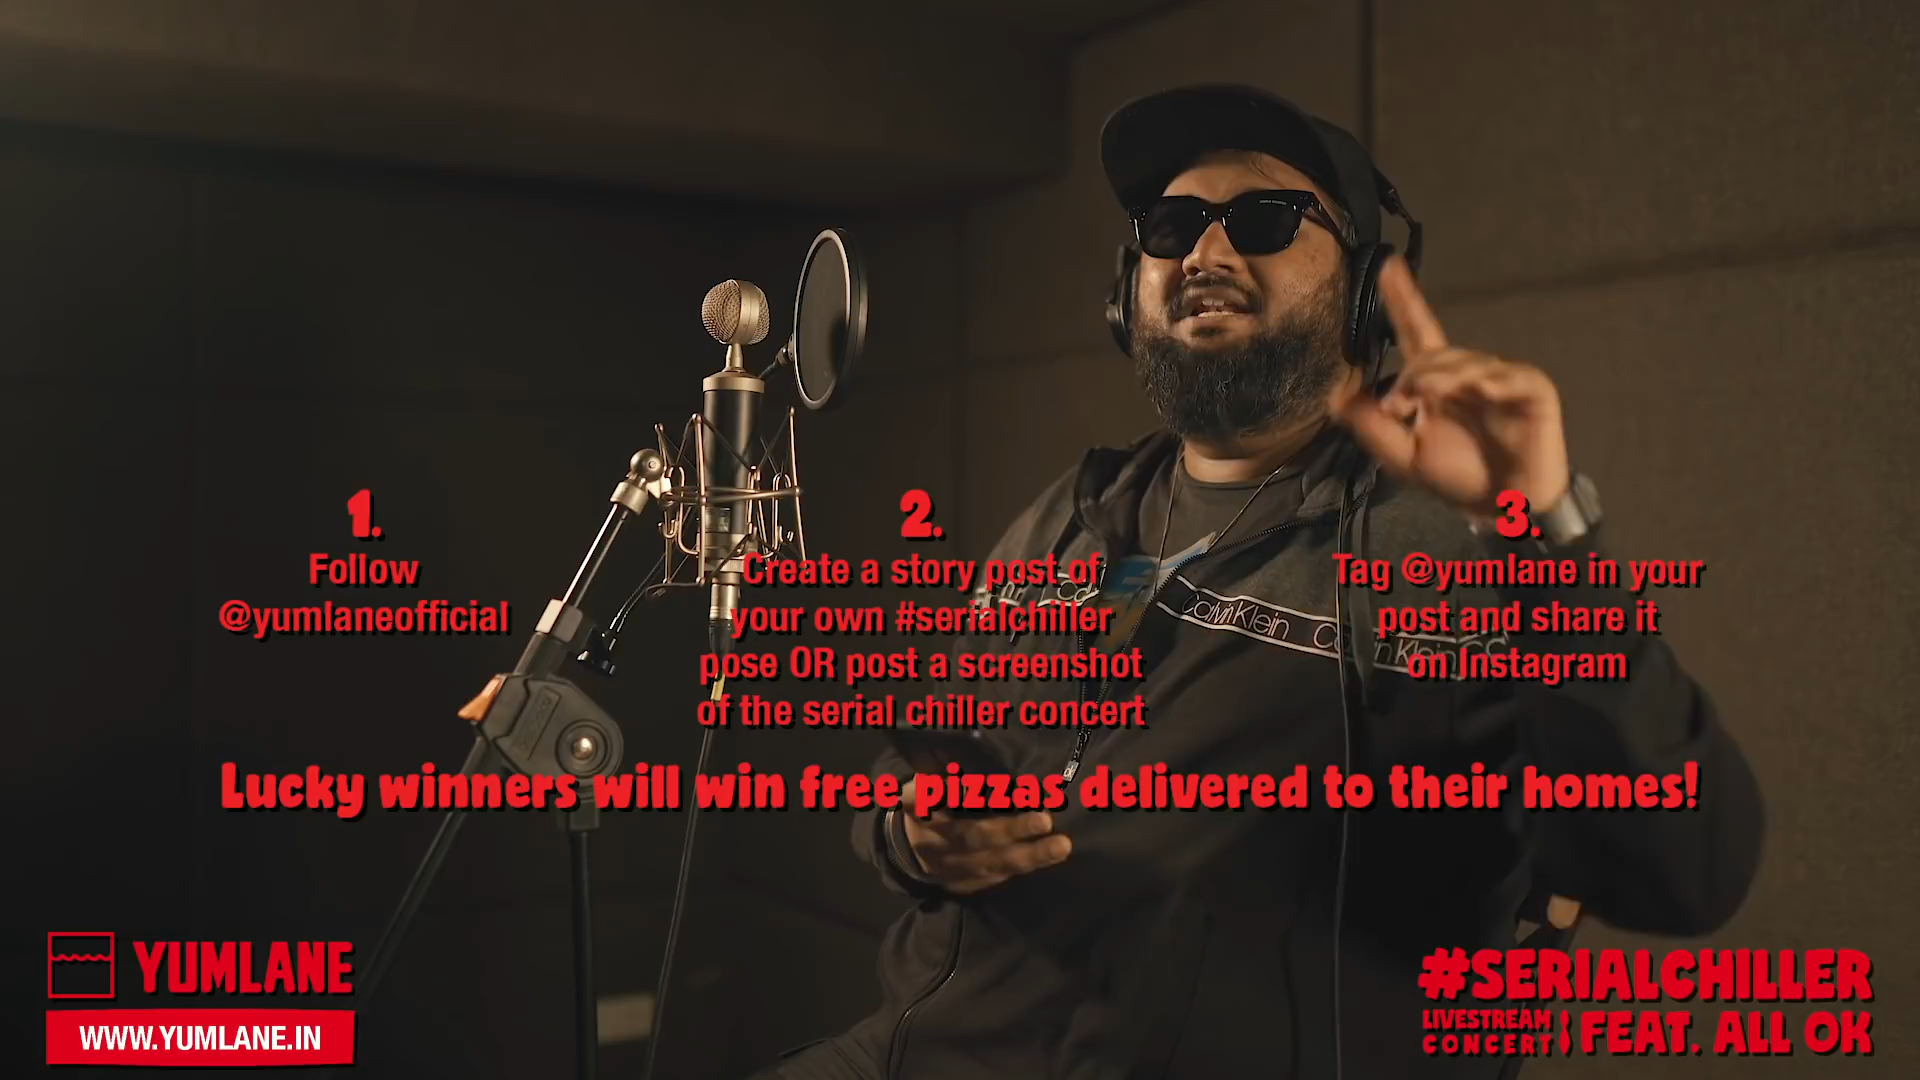 1.
Follow
@yumlaneofficial
2.
Create a story post of
your own #serialchiller
pose OR post a screenshot
of the serial chiller concert
3.
Tag @yumlane in your
post and share it
on Instagram
Calvin Klein
Lucky winners will win free pizzas delivered to their homes!
YUMLANE
WWW.YUMLANE.IN
#SERIALCHILLER
LIVESTREAM
CONCERT
FEAT. ALL OK